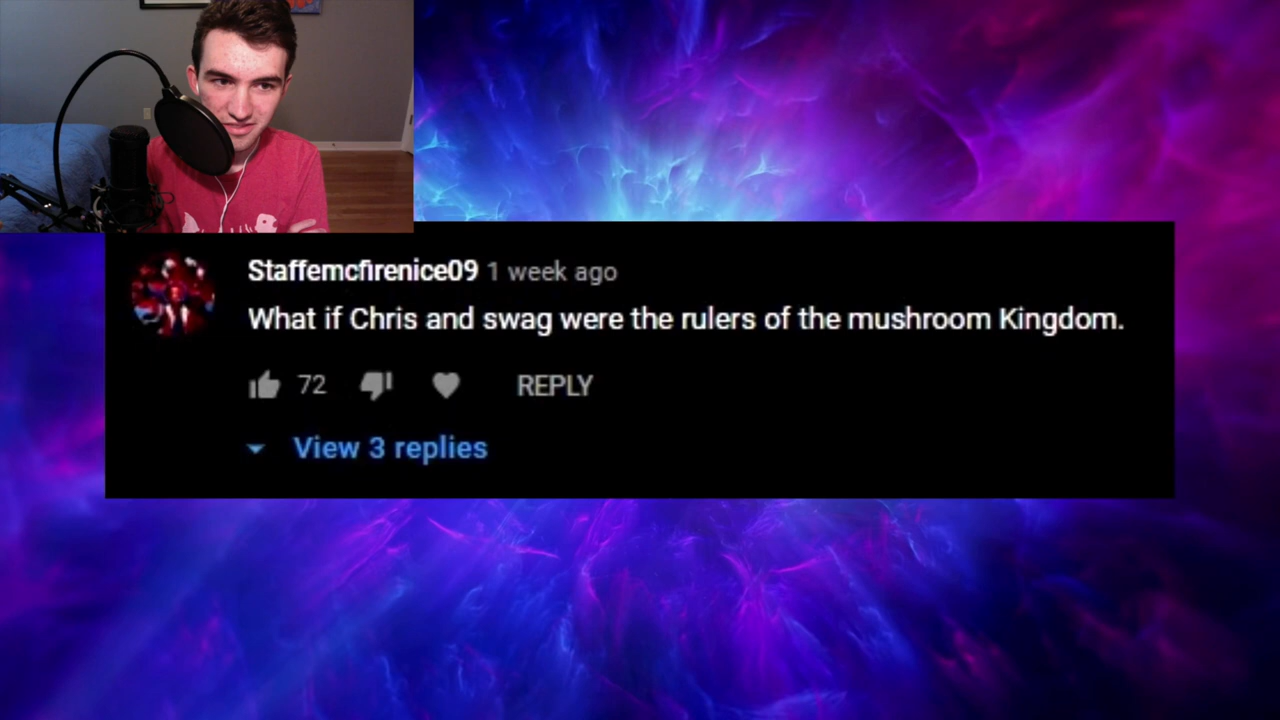 Staffemcfirenice09 1 week ago
What if Chris and swag were the rulers of the mushroom Kingdom.
72 REPLY
View 3 replies